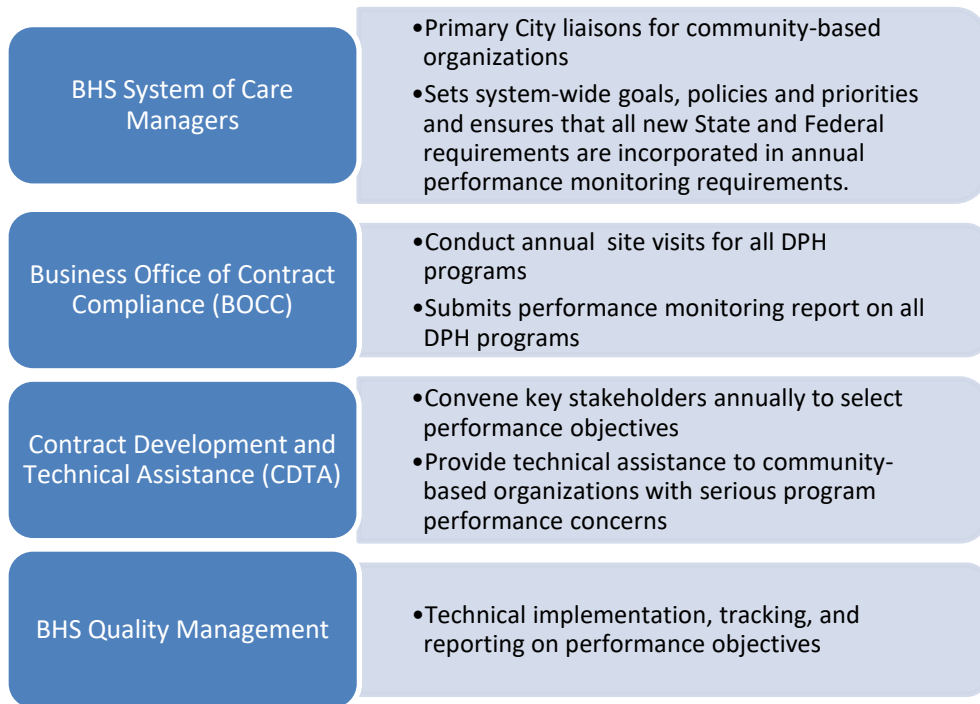 BHS System of Care
Managers
•Primary City liaisons for community-based
organizations
•Sets system-wide goals, policies and priorities
and ensures that all new State and Federal
requirements are incorporated in annual
performance monitoring requirements.
Business Office of Contract
Compliance (BOCC)
•Conduct annual  site visits for all DPH
programs
•Submits performance monitoring report on all
DPH programs
Contract Development and
Technical Assistance (CDTA)
•Convene key stakeholders annually to select
performance objectives
•Provide technical assistance to community-
based organizations with serious program
performance concerns
BHS Quality Management
•Technical implementation, tracking, and
reporting on performance objectives